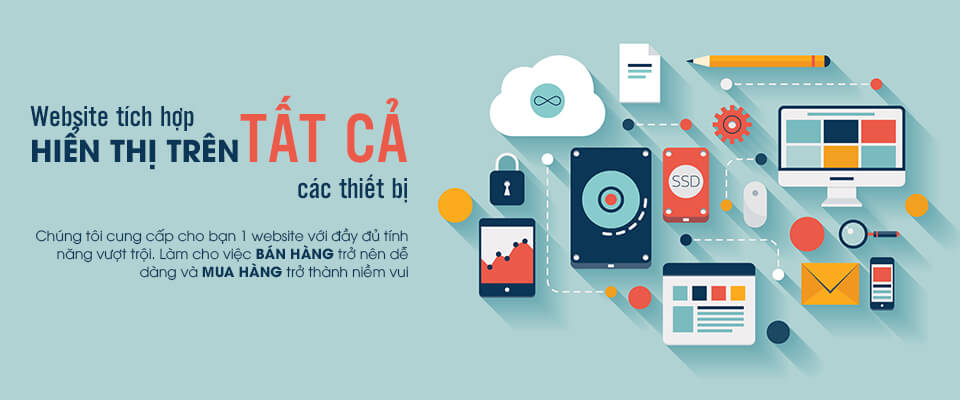 Website tích hợp
HIỂN THỊ TRÊN TẤT CẢ
các thiết bị
Chúng tôi cung cấp cho bạn 1 website với đầy đủ tính
năng vượt trội. Làm cho việc BÁN HÀNG trở nên dễ
dàng và MUA HÀNG trở thành niềm vui
SSD